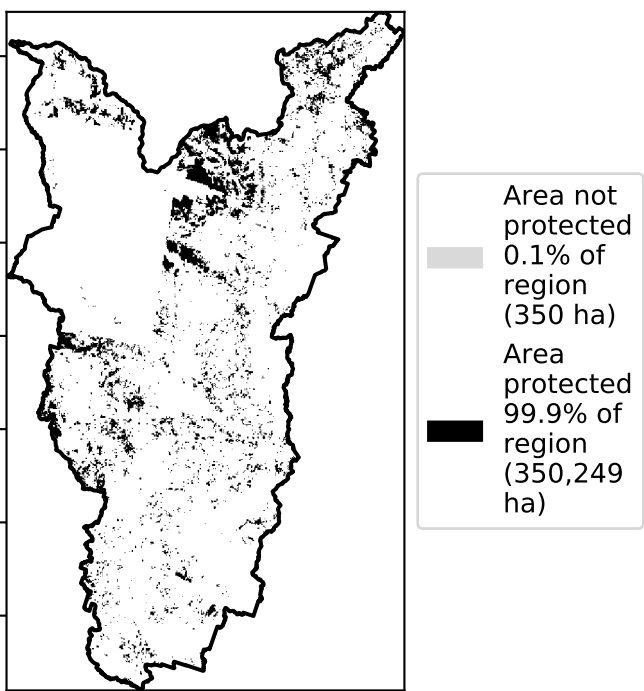 Area not
protected
0.1% of
region
(350 ha)
Area
protected
99.9% of
region
(350,249
ha)